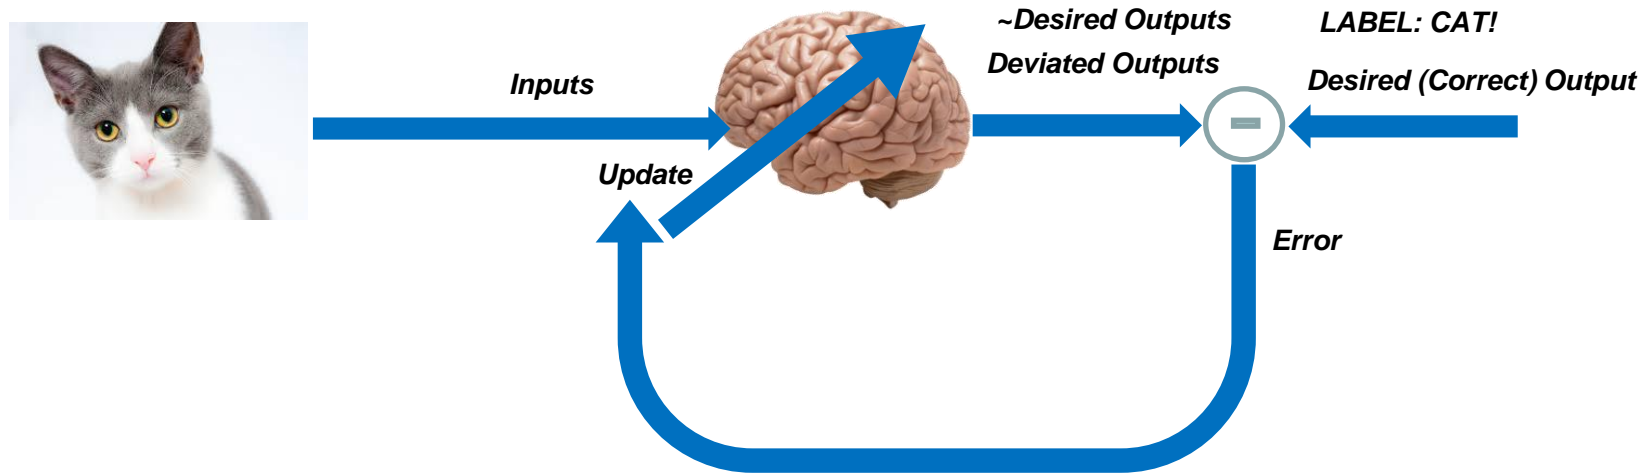 ~Desired Outputs
LABEL: CAT!
Deviated Outputs
Desired (Correct) Output
Inputs
Update
Error